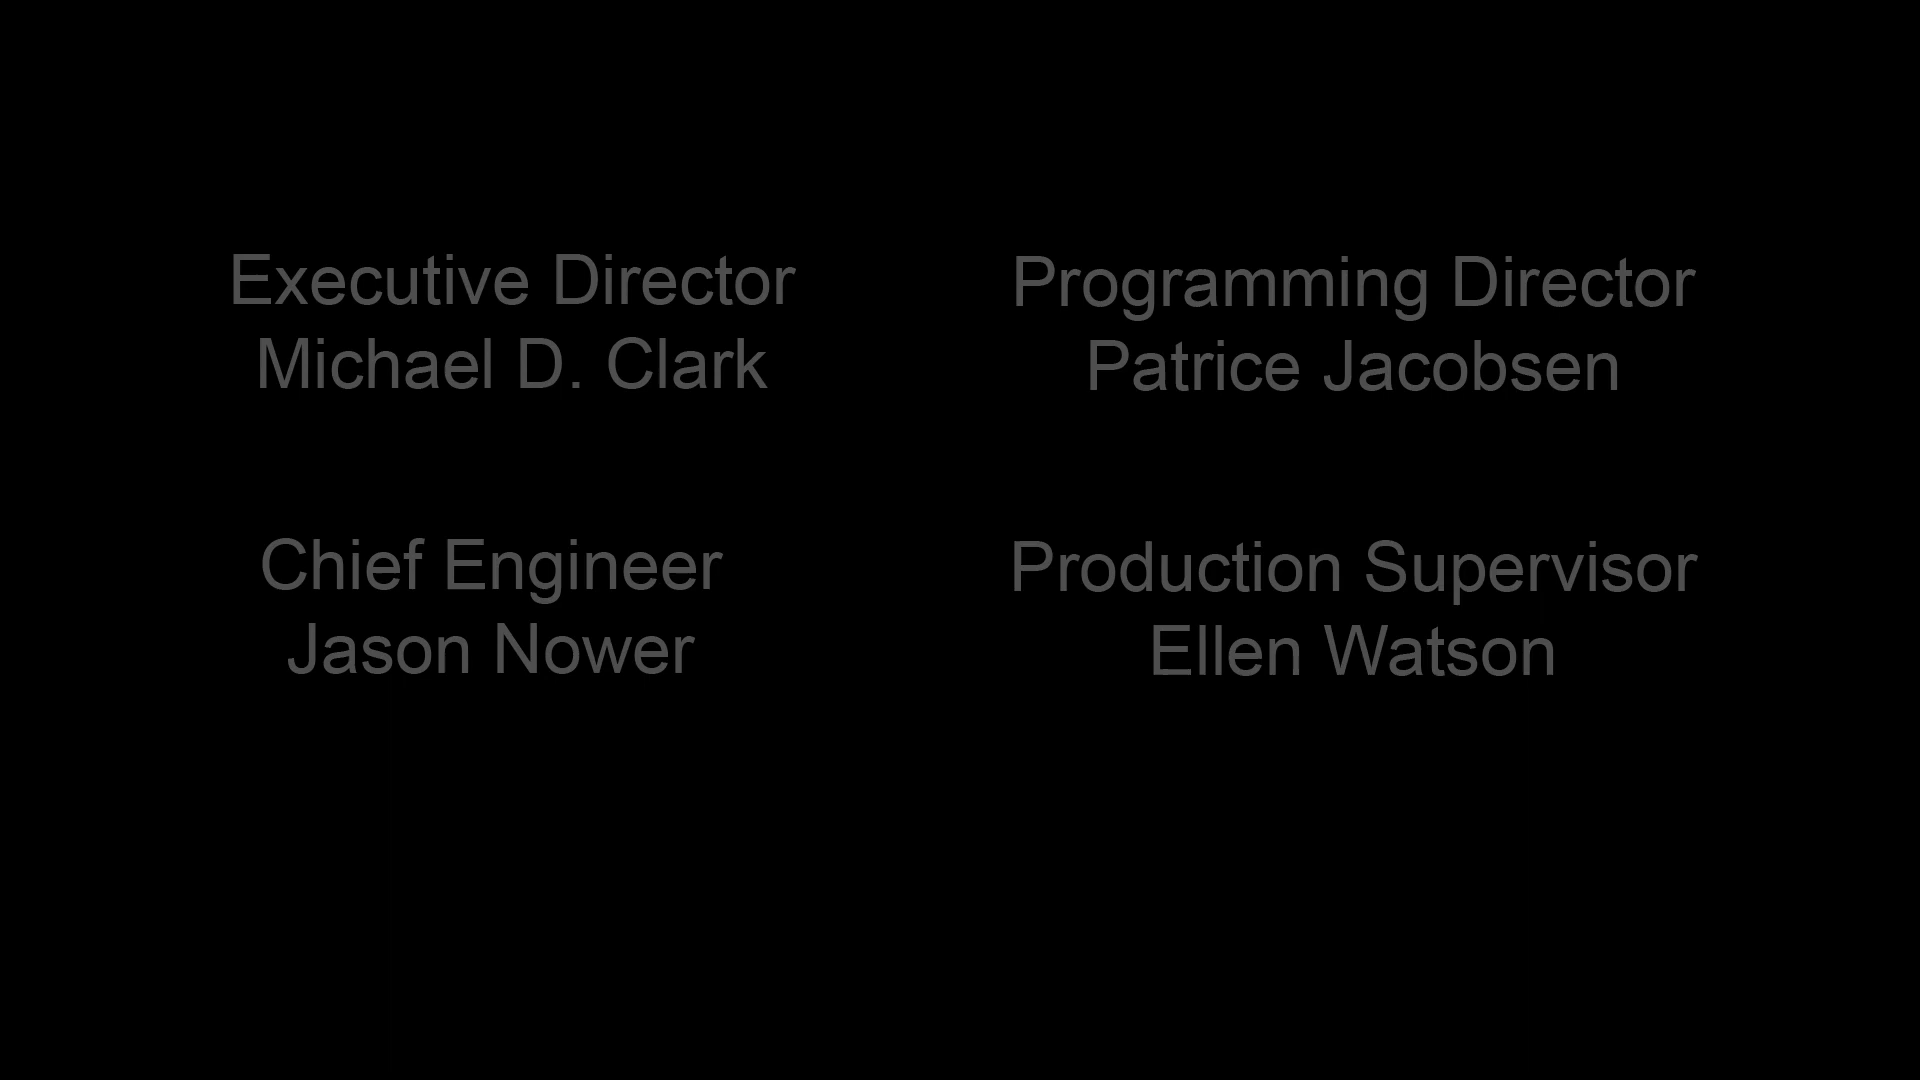 Executive Director
Michael D. Clark
Programming Director
Patrice Jacobsen
Chief Engineer
Jason Nower
Production Supervisor
Ellen Watson